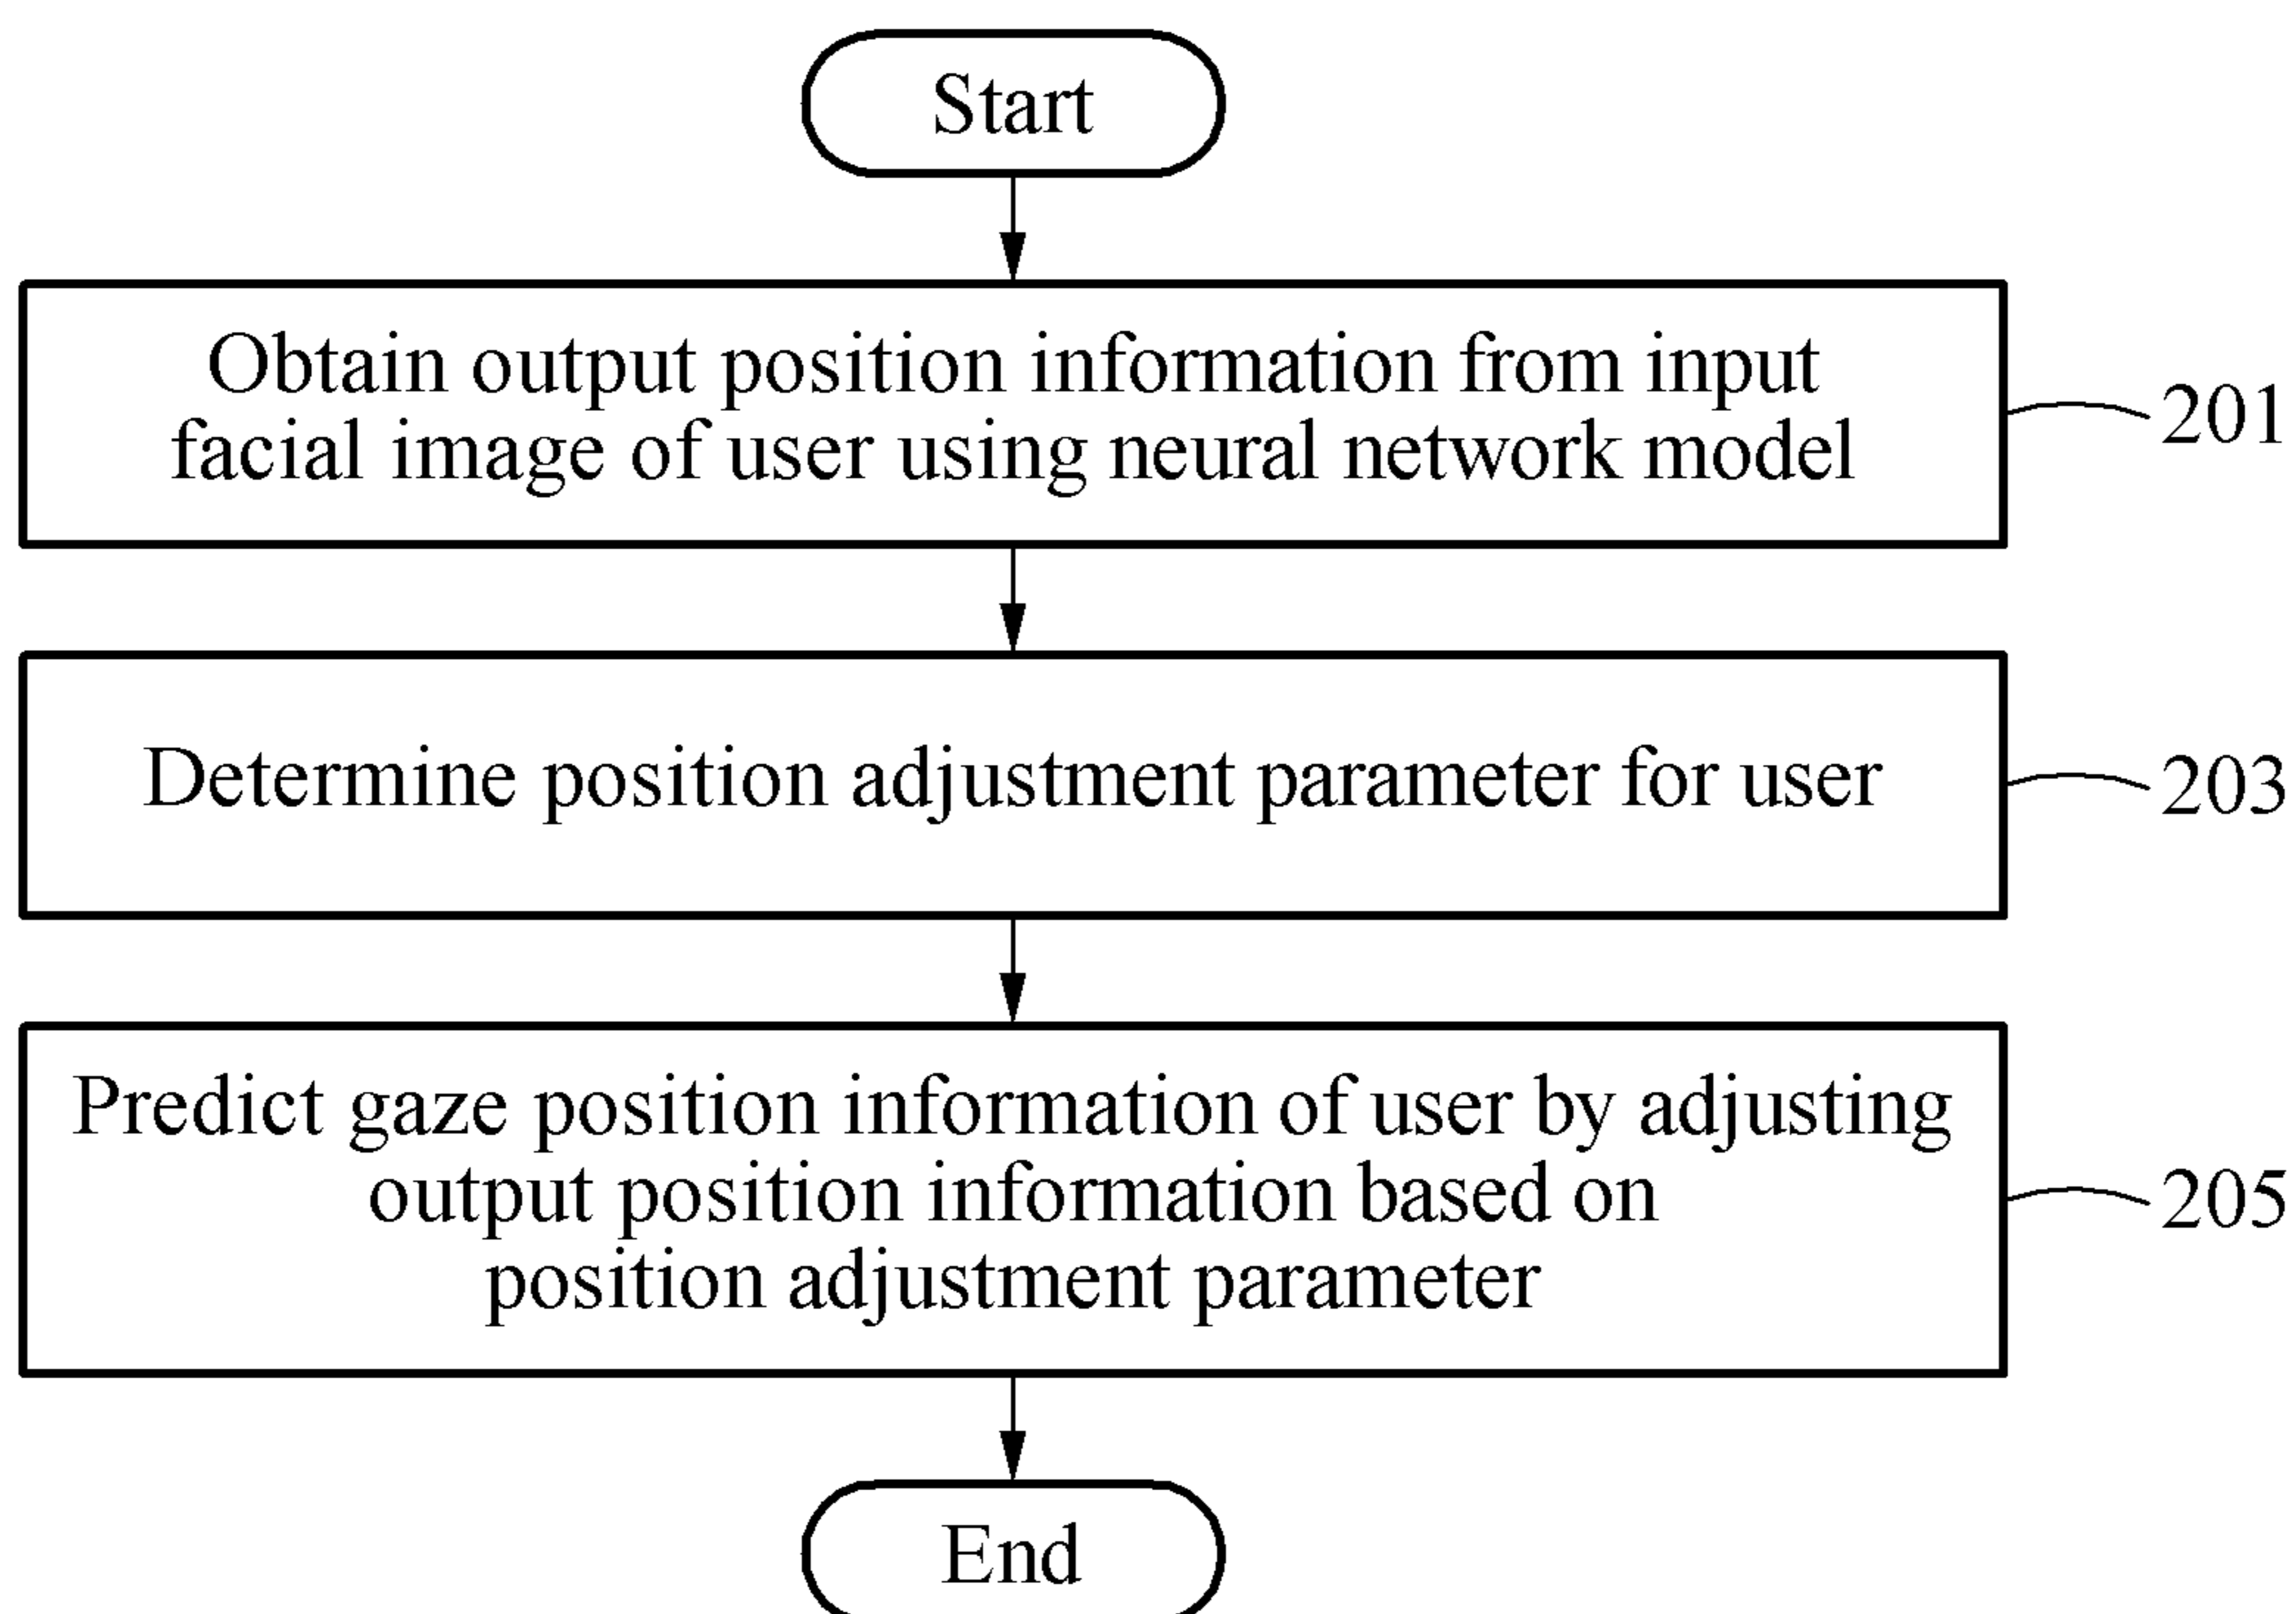 Start
Obtain output position information from input
facial image of user using neural network model
201
Determine position adjustment parameter for user
203
Predict gaze position information of user by adjusting
output position information based on
position adjustment parameter
205
End